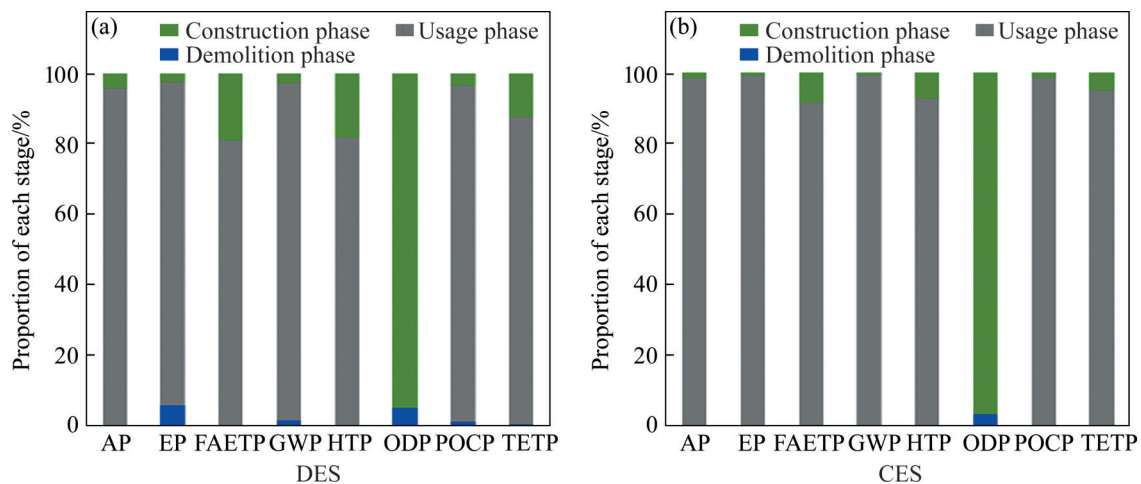 (a)
Construction phase
Usage phase
Demolition phase
Proportion of each stage/%
100
80
60
40
20
0
AP EP FAETP GWP HTP ODP POCP TETP
DES
(b)
Construction phase
Usage phase
Demolition phase
Proportion of each stage/%
100
80
60
40
20
0
AP EP FAETP GWP HTP ODP POCP TETP
CES